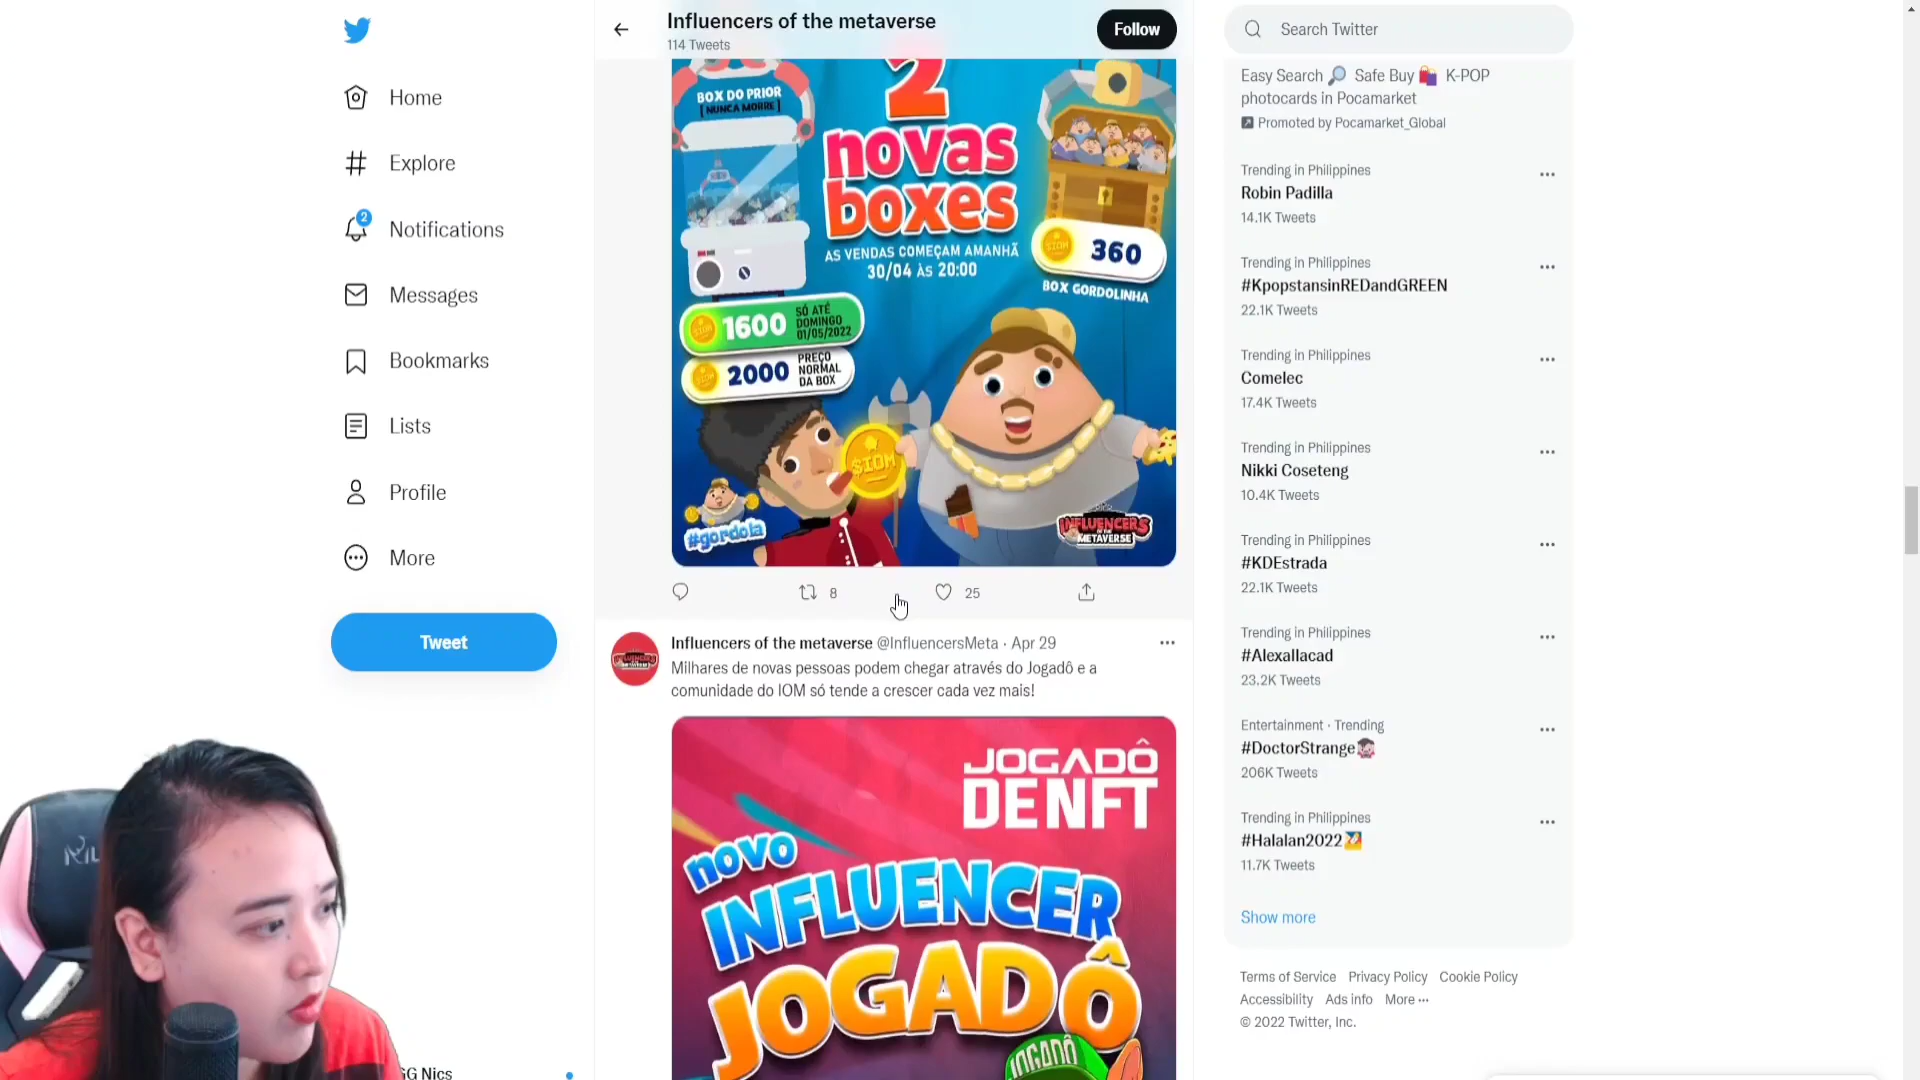 Home
Explore
2
Notifications
Messages
Bookmarks
Lists
Profile
More
Tweet
GG Nics
Influencers of the metaverse
114 Tweets
Follow
BOX DO PRIOR
[NUNCA MORRE]
2
novas
boxes
AS VENDAS COMEÇAM AMANHÃ
30/04 ÀS 20:00
360
BOX GORDOLINHA
1600
SÓ ATÉ
DOMINGO
01/05/2022
2000
PREÇO
NORMAL
DA BOX
$IOM
#gordola
INFLUENCERS
OF THE
METAVERSE
8
25
Influencers of the metaverse @InfluencersMeta · Apr 29
Milhares de novas pessoas podem chegar através do Jogadô e a
comunidade do IOM só tende a crescer cada vez mais!
JOGADÔ
DENFT
novo
INFLUENCER
JOGADÔ
JOGADÔ
Search Twitter
Easy Search 🔎 Safe Buy 🛍️ K-POP
photocards in Pocamarket
Promoted by Pocamarket_Global
Trending in Philippines
Robin Padilla
14.1K Tweets
Trending in Philippines
#KpopstansinREDandGREEN
22.1K Tweets
Trending in Philippines
Comelec
17.4K Tweets
Trending in Philippines
Nikki Coseteng
10.4K Tweets
Trending in Philippines
#KDEstrada
22.1K Tweets
Trending in Philippines
#Alexallacad
23.2K Tweets
Entertainment · Trending
#DoctorStrange
206K Tweets
Trending in Philippines
#Halalan2022
11.7K Tweets
Show more
Terms of Service Privacy Policy Cookie Policy
Accessibility Ads info More ···
© 2022 Twitter, Inc.